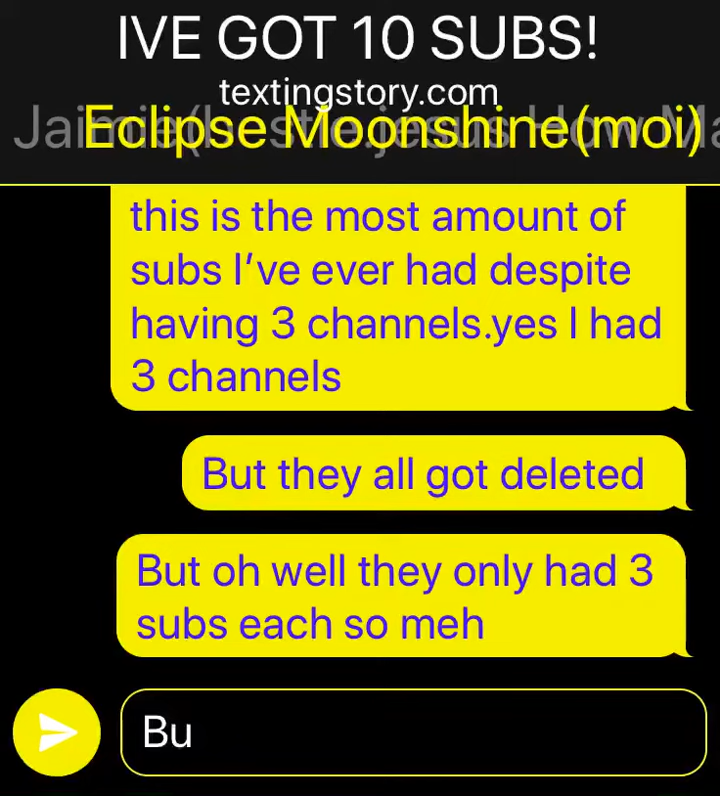 IVE GOT 10 SUBS!
textingstory.com
Eclipse Moonshine(moi)
this is the most amount of
subs I’ve ever had despite
having 3 channels.yes I had
3 channels
But they all got deleted
But oh well they only had 3
subs each so meh
Bu